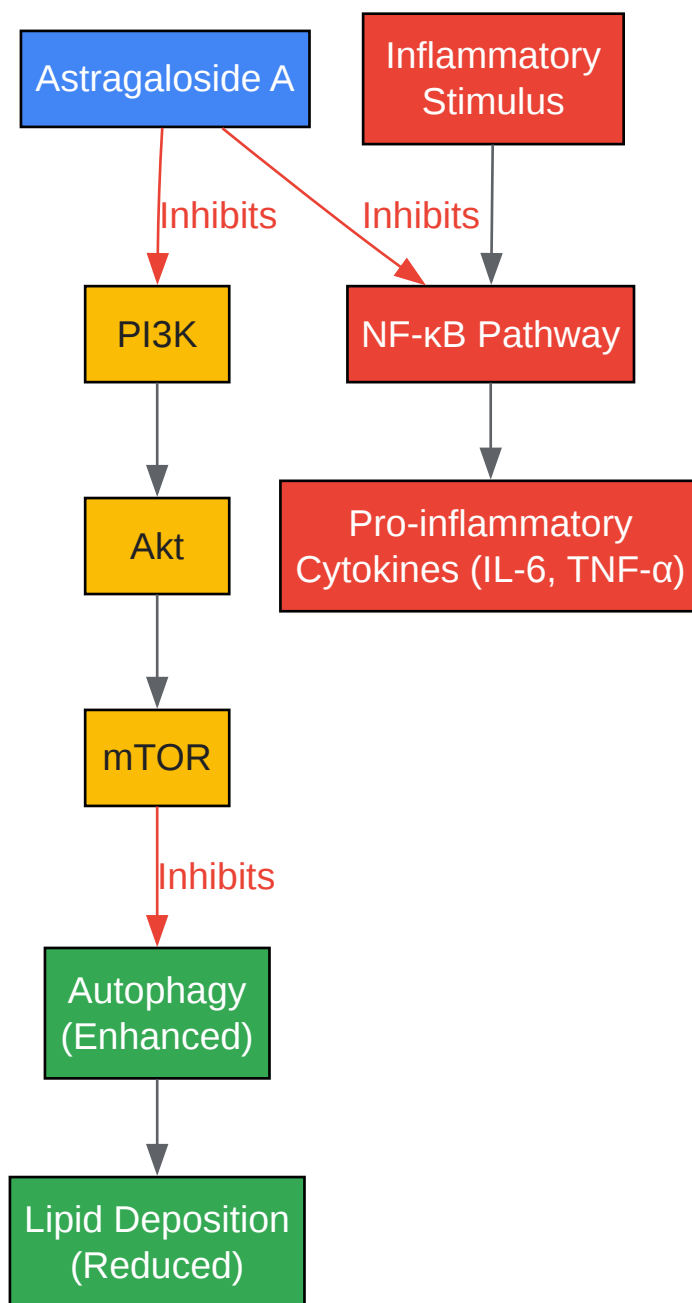 Astragaloside A
Inflammatory
Stimulus
Inhibits
Inhibits
PI3K
NF-κB Pathway
Akt
Pro-inflammatory
Cytokines (IL-6, TNF-α)
mTOR
Inhibits
Autophagy
(Enhanced)
Lipid Deposition
(Reduced)